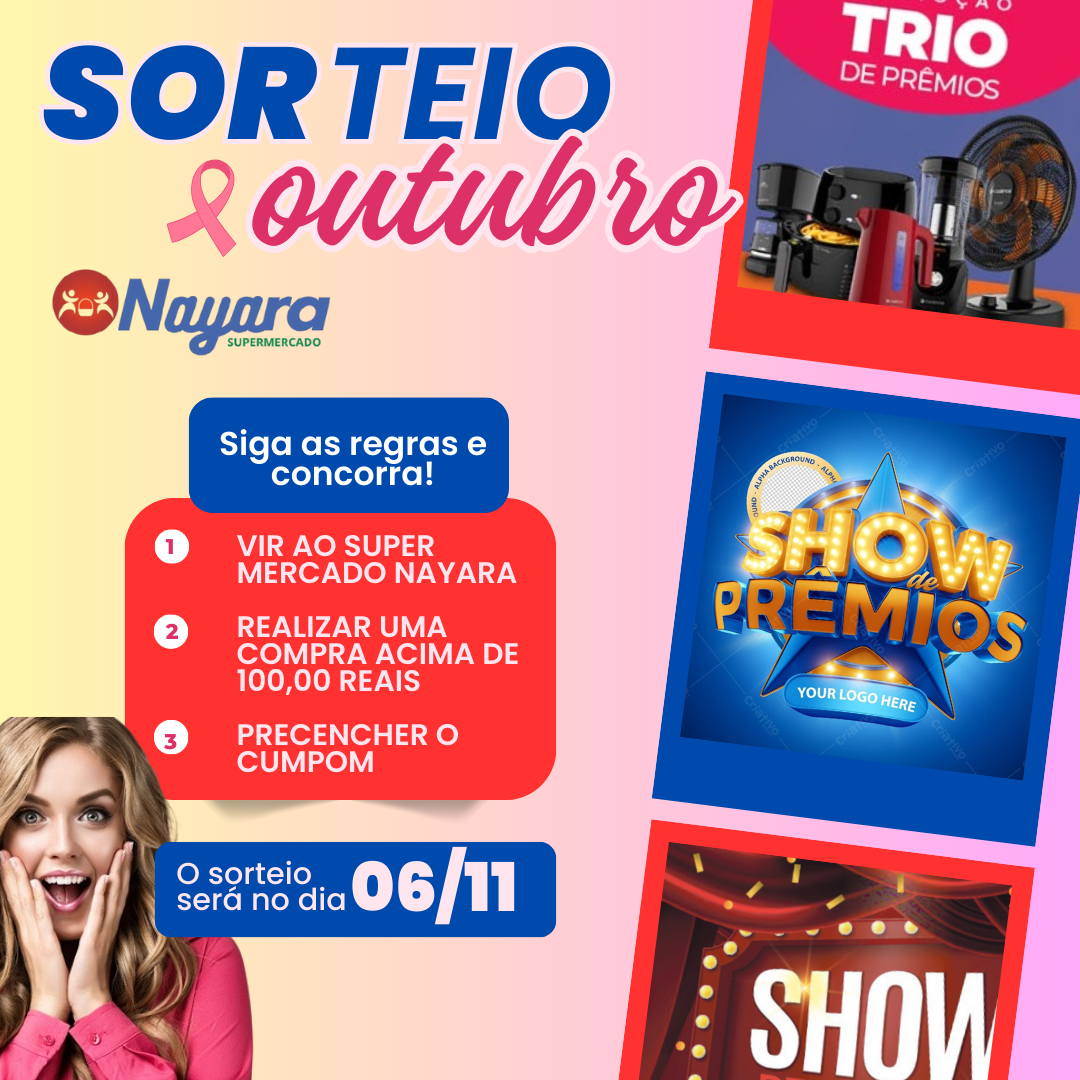 SORTEIO
outubro
Nayara
SUPERMERCADO
Siga as regras e
concorra!
1
VIR AO SUPER
MERCADO NAYARA
2
REALIZAR UMA
COMPRA ACIMA DE
100,00 REAIS
3
PRECENCHER O
CUMPOM
O sorteio
será no dia
06/11
TRIO
DE PRÊMIOS
ALPHA BACKGROUND
SHOW
de
PRÊMIOS
YOUR LOGO HERE
SHOW